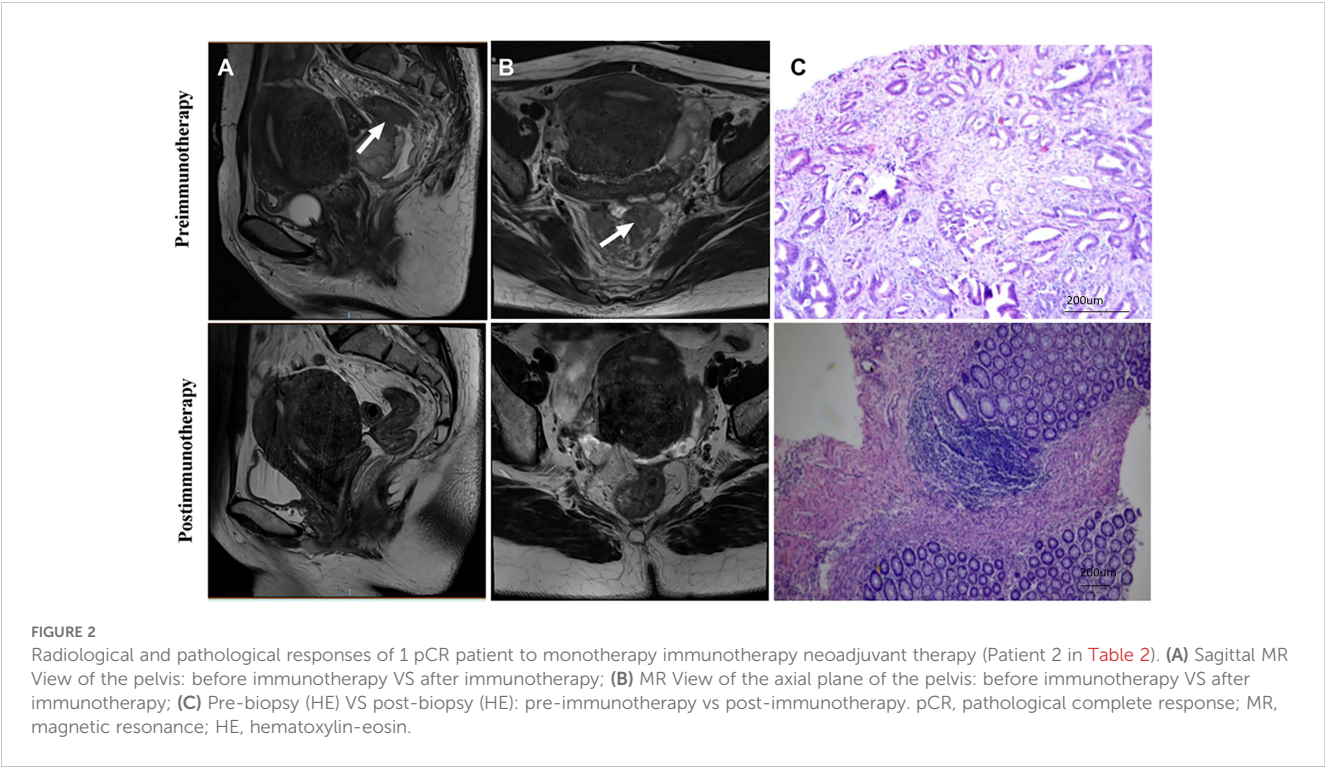 A
B
C
Preimmunotherapy
200um
Postimmunotherapy
200um
FIGURE 2
Radiological and pathological responses of 1 pCR patient to monotherapy immunotherapy neoadjuvant therapy (Patient 2 in Table 2). (A) Sagittal MR
View of the pelvis: before immunotherapy VS after immunotherapy; (B) MR View of the axial plane of the pelvis: before immunotherapy VS after
immunotherapy; (C) Pre-biopsy (HE) VS post-biopsy (HE): pre-immunotherapy vs post-immunotherapy. pCR, pathological complete response; MR,
magnetic resonance; HE, hematoxylin-eosin.